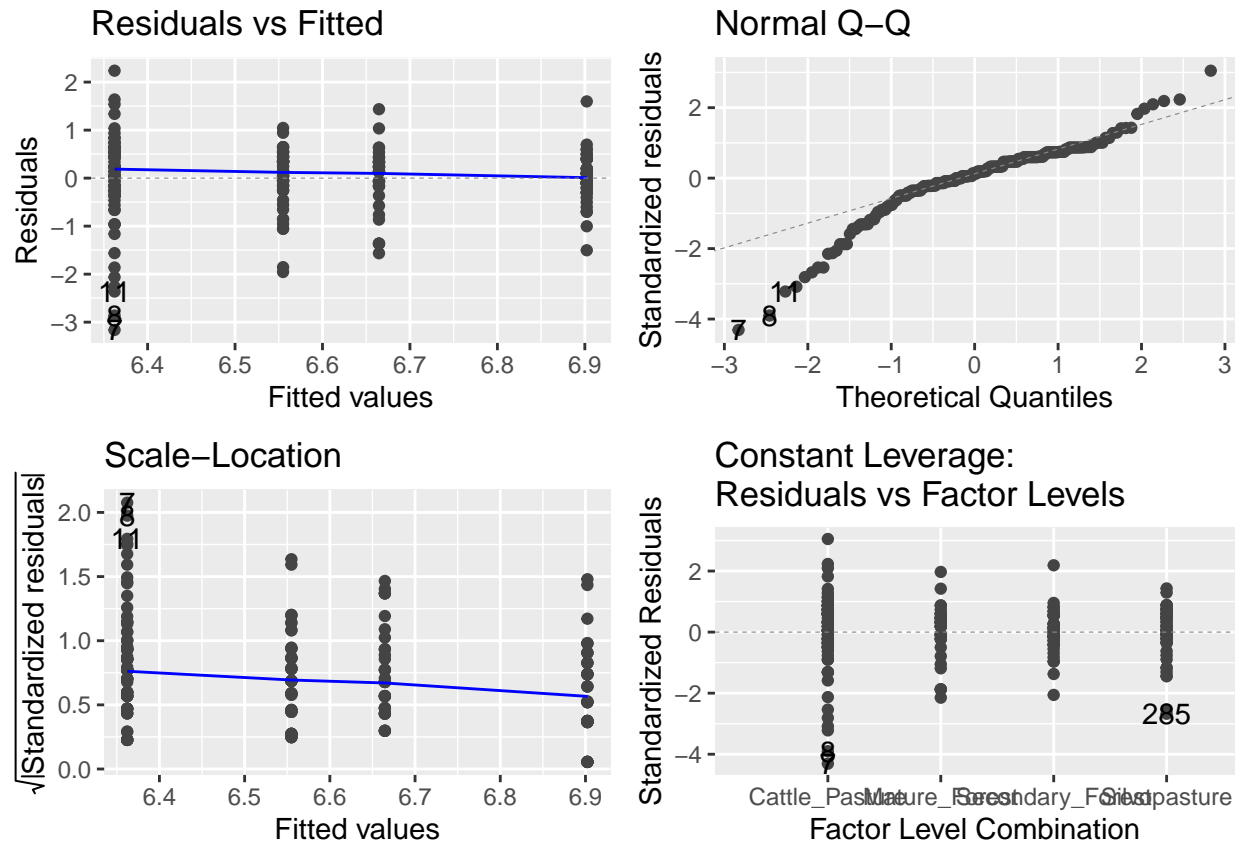 Residuals vs Fitted
2
1
0
−1
−2
−3
Residuals
11
8
7
6.4 6.5 6.6 6.7 6.8 6.9
Fitted values
Normal Q−Q
2
0
−2
−4
Standardized residuals
11
8
7
−3 −2 −1 0 1 2 3
Theoretical Quantiles
Scale−Location
2.0
1.5
1.0
0.5
0.0
√|Standardized residuals|
7
8
11
6.4 6.5 6.6 6.7 6.8 6.9
Fitted values
Constant Leverage:
Residuals vs Factor Levels
2
0
−2
−4
Standardized Residuals
8
7
285
Cattle_Pasture Mature_Forest Secondary_Forest Silvopasture
Factor Level Combination